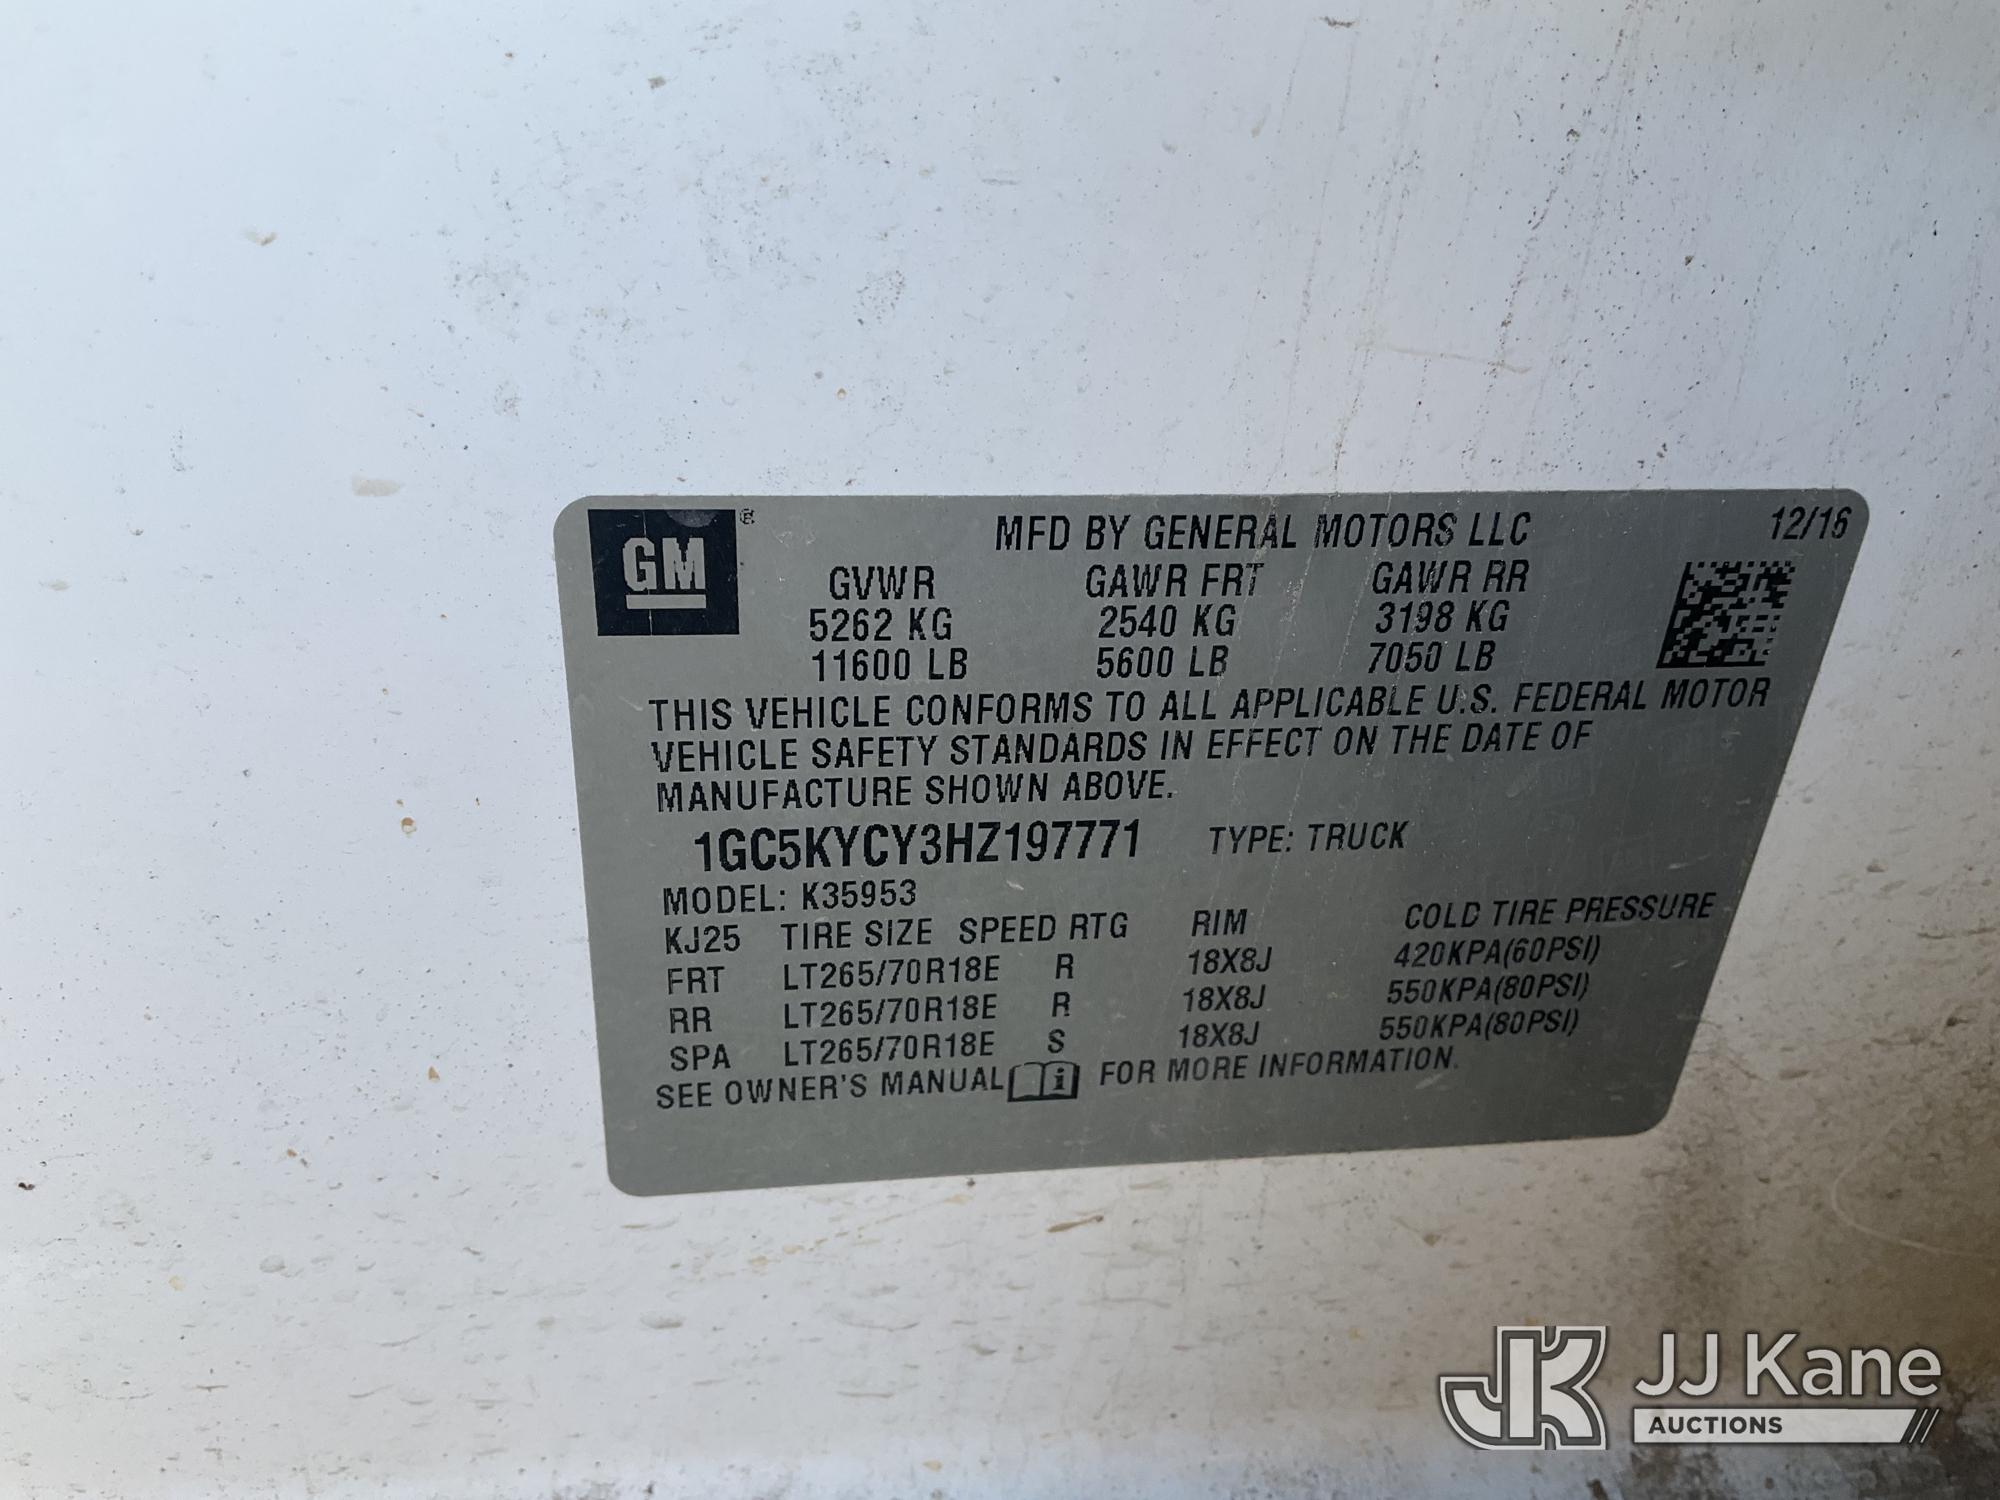 GM® MFD BY GENERAL MOTORS LLC 12/16
GVWR GAWR FRT GAWR RR
5262 KG 2540 KG 3198 KG
11600 LB 5600 LB 7050 LB
THIS VEHICLE CONFORMS TO ALL APPLICABLE U.S. FEDERAL MOTOR
VEHICLE SAFETY STANDARDS IN EFFECT ON THE DATE OF
MANUFACTURE SHOWN ABOVE.
1GC5KYCY3HZ197771 TYPE: TRUCK
MODEL: K35953
KJ25 TIRE SIZE SPEED RTG RIM COLD TIRE PRESSURE
FRT LT265/70R18E R 18X8J 420KPA(60PSI)
RR LT265/70R18E R 18X8J 550KPA(80PSI)
SPA LT265/70R18E S 18X8J 550KPA(80PSI)
SEE OWNER'S MANUAL i FOR MORE INFORMATION.
JK JJ Kane
AUCTIONS